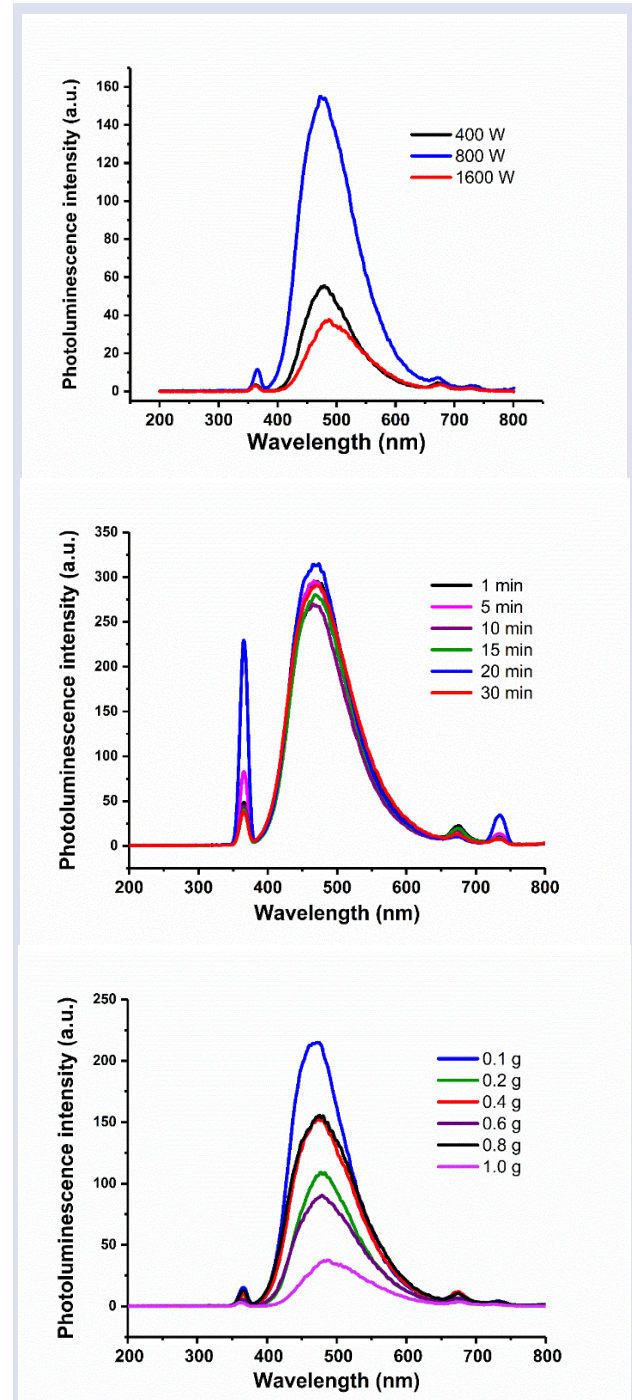 Photoluminescence intensity (a.u.)
160
140
120
100
80
60
40
20
0
400 W
800 W
1600 W
200 300 400 500 600 700 800
Wavelength (nm)
Photoluminescence intensity (a.u.)
350
300
250
200
150
100
50
0
1 min
5 min
10 min
15 min
20 min
30 min
200 300 400 500 600 700 800
Wavelength (nm)
Photoluminescence intensity (a.u.)
250
200
150
100
50
0
0.1 g
0.2 g
0.4 g
0.6 g
0.8 g
1.0 g
200 300 400 500 600 700 800
Wavelength (nm)